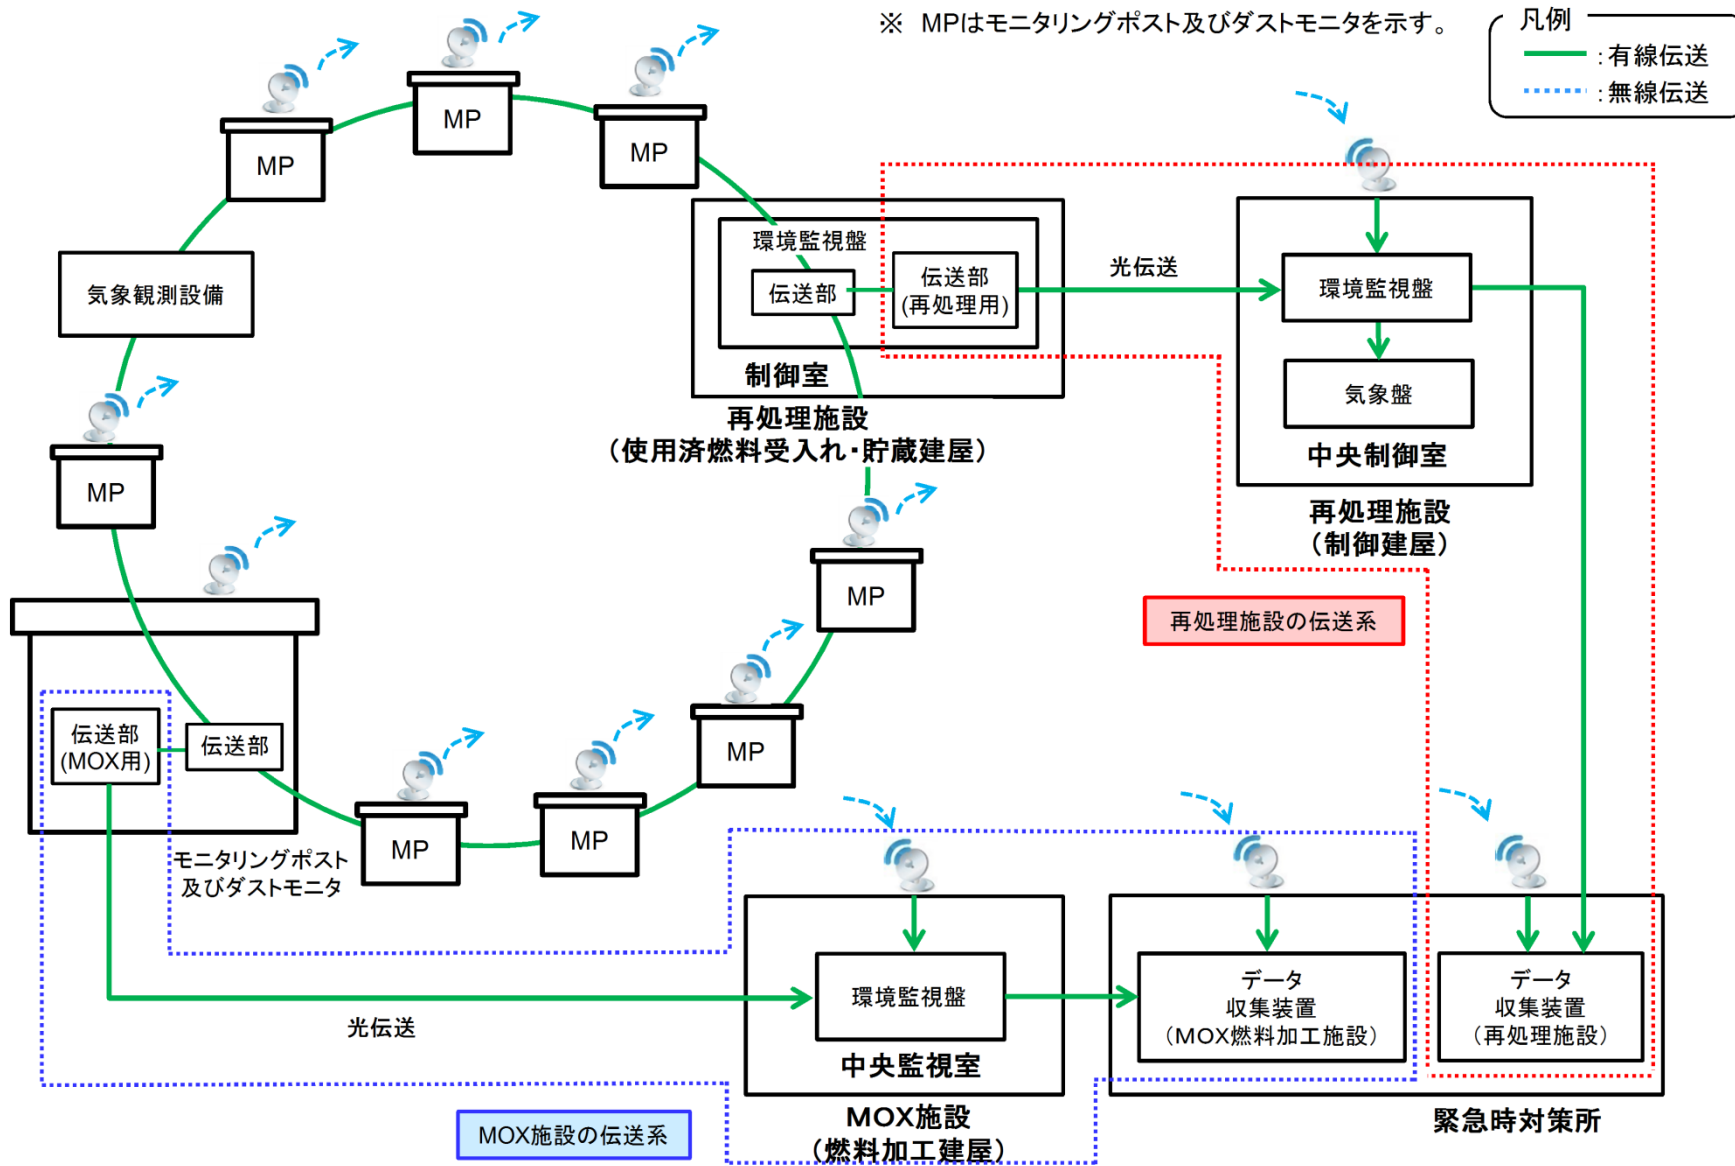 ※ MPはモニタリングポスト及びダストモニタを示す。
凡例
：有線伝送
：無線伝送
MP
MP
MP
環境監視盤
伝送部
伝送部
(再処理用)
制御室
再処理施設
（使用済燃料受入れ・貯蔵建屋）
光伝送
環境監視盤
気象盤
中央制御室
再処理施設
（制御建屋）
気象観測設備
MP
MP
再処理施設の伝送系
伝送部
(MOX用)
伝送部
MP
MP
MP
モニタリングポスト
及びダストモニタ
光伝送
環境監視盤
中央監視室
MOX施設
（燃料加工建屋）
データ
収集装置
（MOX燃料加工施設）
データ
収集装置
（再処理施設）
緊急時対策所
MOX施設の伝送系